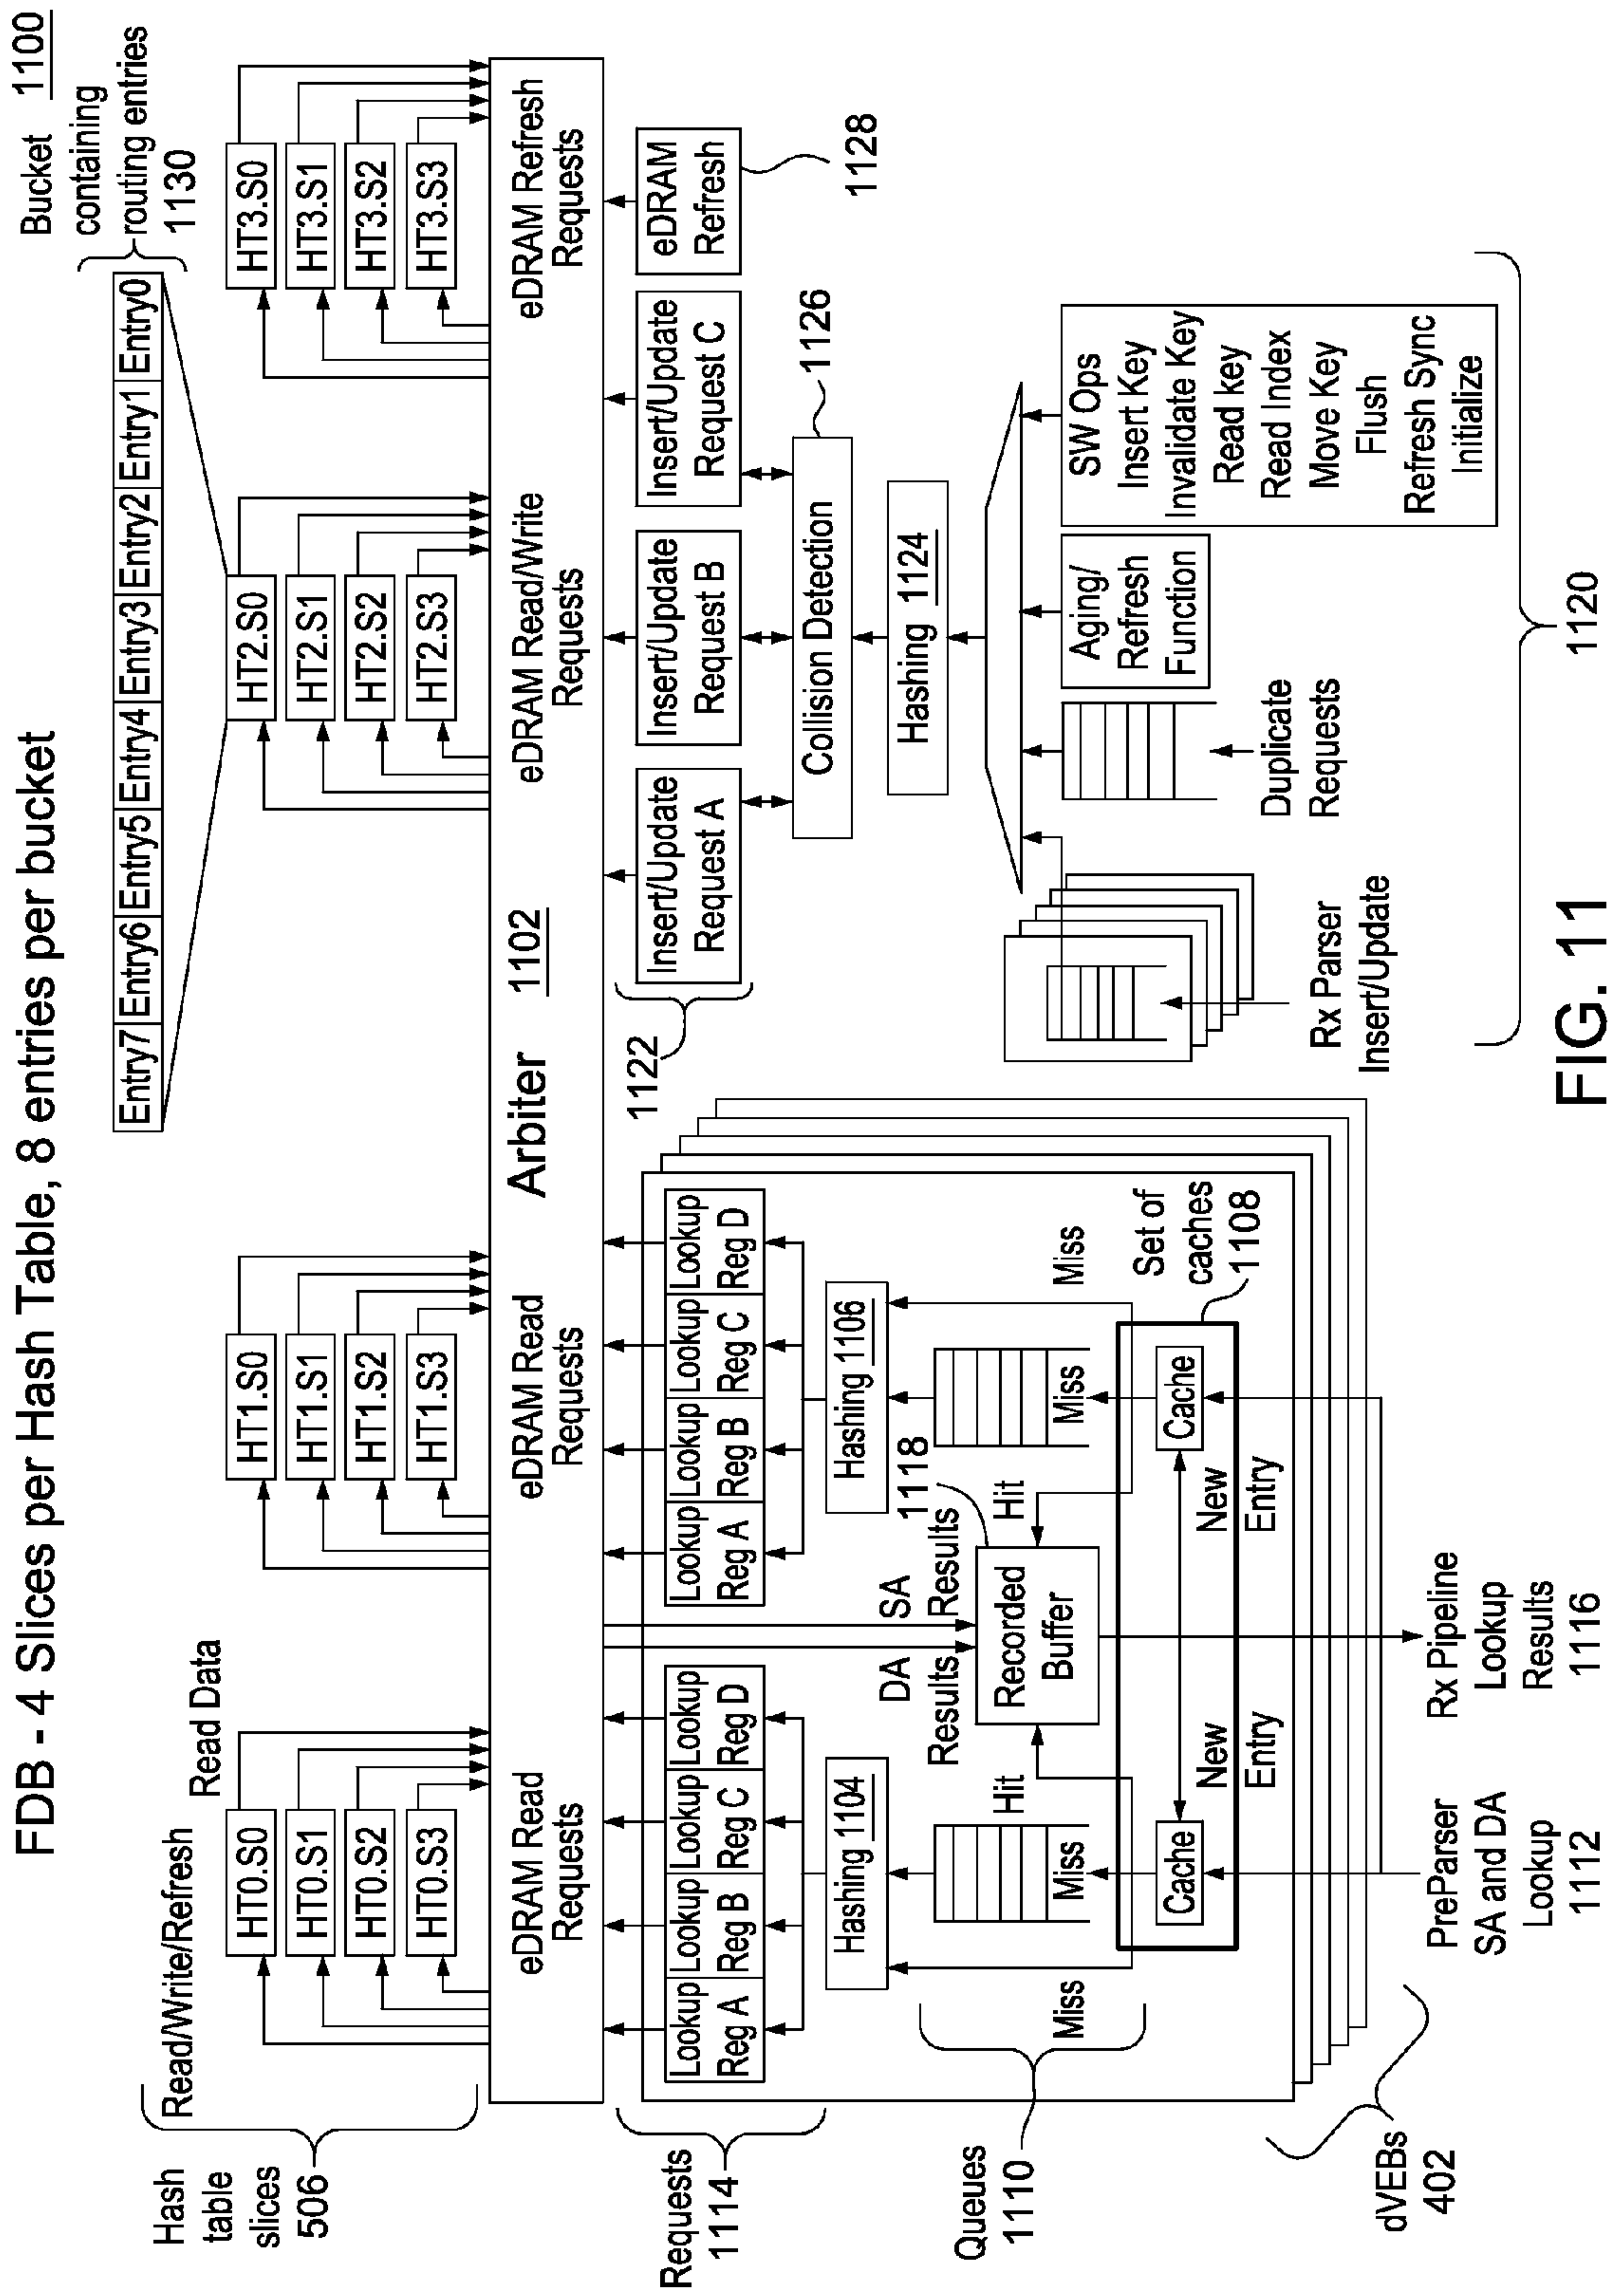 FDB - 4 Slices per Hash Table, 8 entries per bucket
1100
Bucket
containing
routing entries
1130
Entry7
Entry6
Entry5
Entry4
Entry3
Entry2
Entry1
Entry0
Hash
table
slices
506
Read/Write/Refresh
Read Data
HT0.S0
HT0.S1
HT0.S2
HT0.S3
HT1.S0
HT1.S1
HT1.S2
HT1.S3
HT2.S0
HT2.S1
HT2.S2
HT2.S3
HT3.S0
HT3.S1
HT3.S2
HT3.S3
eDRAM Read
Requests
eDRAM Read
Requests
Arbiter
1102
eDRAM Read/Write
Requests
eDRAM Refresh
Requests
Requests
1114
Lookup
Reg A
Lookup
Reg B
Lookup
Reg C
Lookup
Reg D
Lookup
Reg A
Lookup
Reg B
Lookup
Reg C
Lookup
Reg D
Hashing 1104
DA
Results
SA
Results
1118
Hashing 1106
Queues
1110
Miss
Miss
Hit
Recorded
Buffer
Hit
Miss
Miss
Set of
caches
1108
Cache
New
Entry
New
Entry
Cache
dVEBs
402
PreParser
SA and DA
Lookup
1112
Rx Pipeline
Lookup
Results
1116
1122
Insert/Update
Request A
Insert/Update
Request B
Insert/Update
Request C
eDRAM
Refresh
1128
Collision Detection
1126
Hashing 1124
Rx Parser
Insert/Update
Duplicate
Requests
Aging/
Refresh
Function
SW Ops
Insert Key
Invalidate Key
Read key
Read Index
Move Key
Flush
Refresh Sync
Initialize
1120
FIG. 11